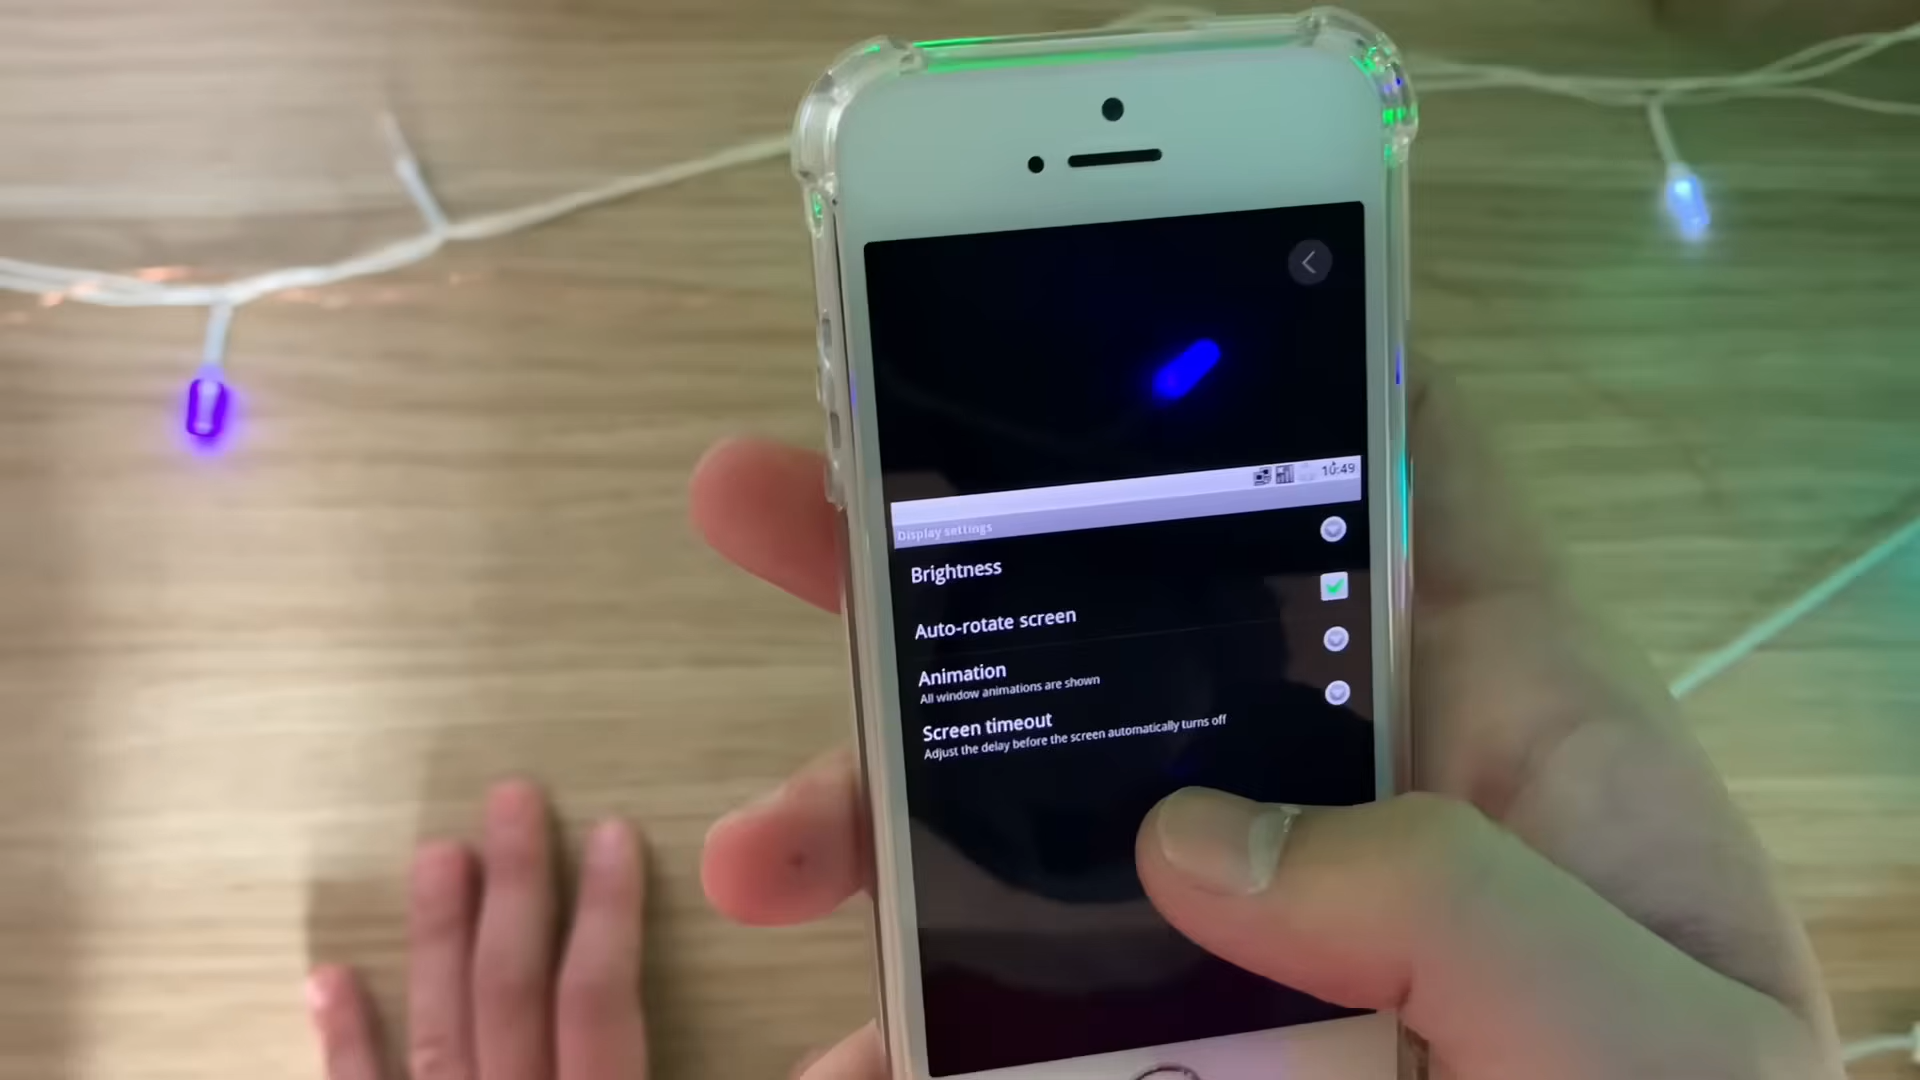 10:49
Display settings
Brightness
Auto-rotate screen
Animation
All window animations are shown
Screen timeout
Adjust the delay before the screen automatically turns off